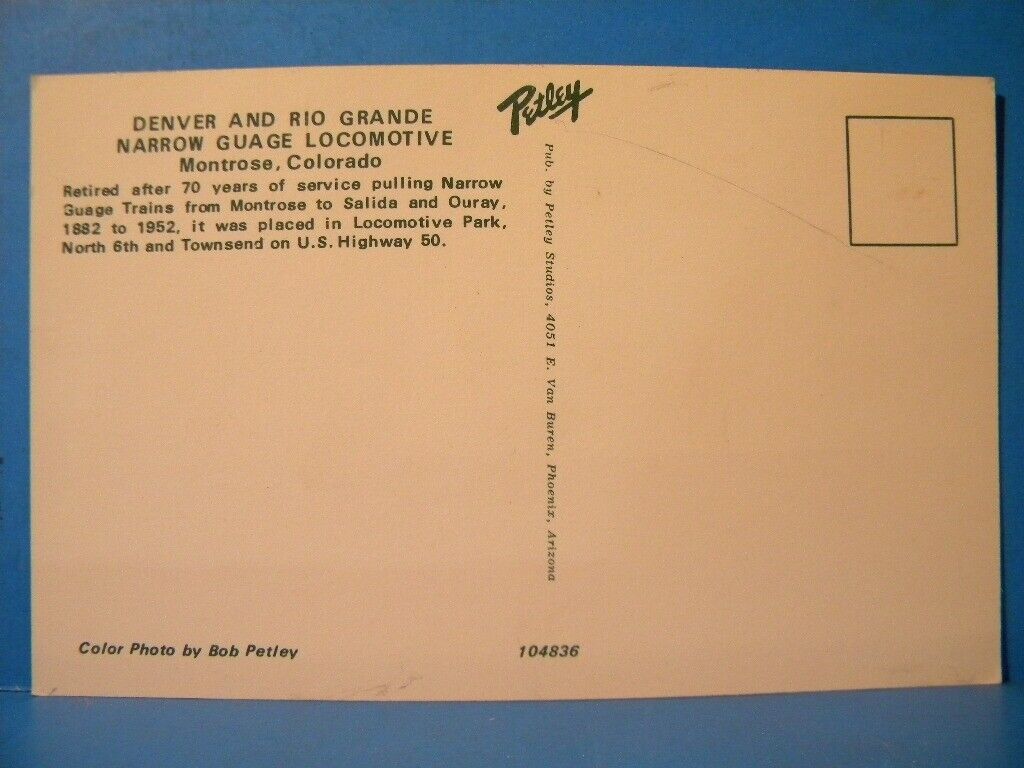 DENVER AND RIO GRANDE
NARROW GUAGE LOCOMOTIVE
Montrose, Colorado
Retired after 70 years of service pulling Narrow
Guage Trains from Montrose to Salida and Ouray,
1882 to 1952, it was placed in Locomotive Park,
North 6th and Townsend on U.S. Highway 50.
Petley
Pub. by Petley Studios, 4051 E. Van Buren, Phoenix, Arizona
Color Photo by Bob Petley
104836